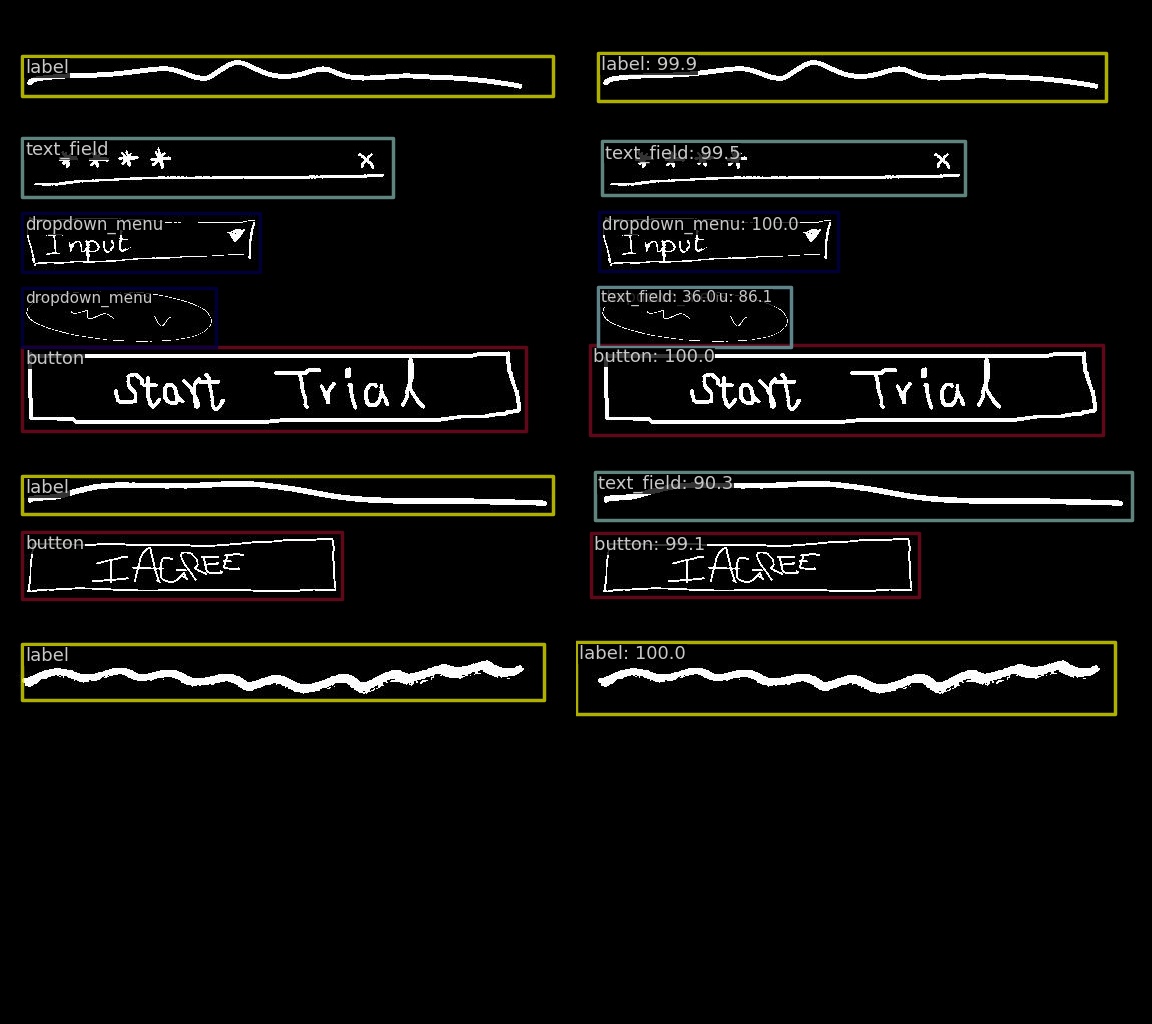 label label: 99.9
text_field text_field: 99.5
* * * * x * * * * x
dropdown_menu dropdown_menu: 100.0
Input Input
dropdown_menu text_field: 36.0 u: 86.1
button button: 100.0
Start Trial Start Trial
label text_field: 90.3
button button: 99.1
I AGREE I AGREE
label label: 100.0